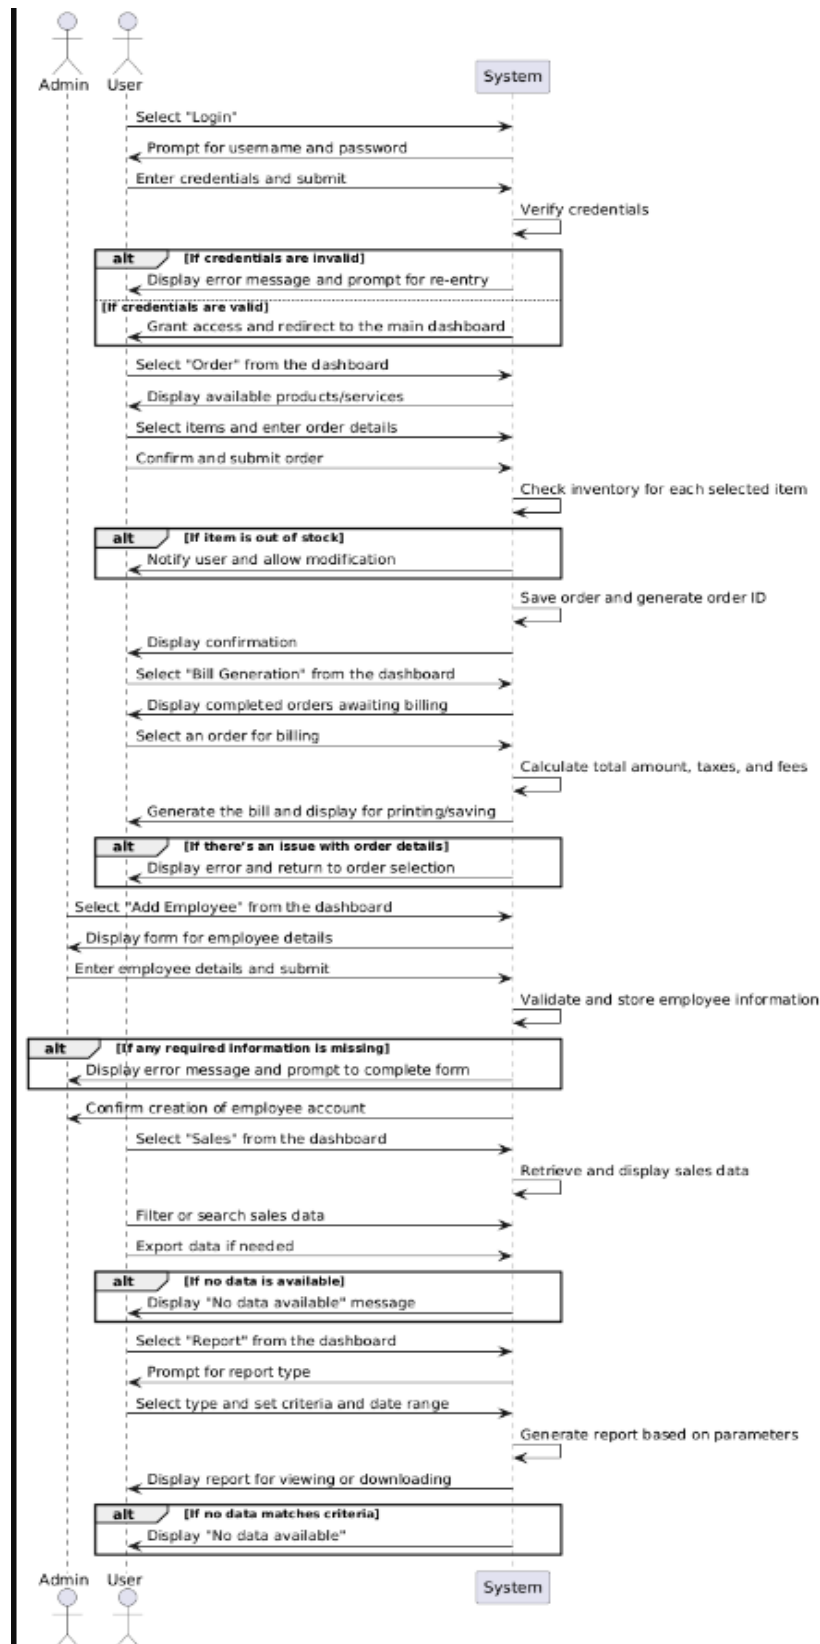 Admin User
System
Select "Login"
Prompt for username and password
Enter credentials and submit
Verify credentials
alt [If credentials are invalid]
Display error message and prompt for re-entry
[If credentials are valid]
Grant access and redirect to the main dashboard
Select "Order" from the dashboard
Display available products/services
Select items and enter order details
Confirm and submit order
Check inventory for each selected item
alt [If item is out of stock]
Notify user and allow modification
Save order and generate order ID
Display confirmation
Select "Bill Generation" from the dashboard
Display completed orders awaiting billing
Select an order for billing
Calculate total amount, taxes, and fees
Generate the bill and display for printing/saving
alt [If there's an issue with order details]
Display error and return to order selection
Select "Add Employee" from the dashboard
Display form for employee details
Enter employee details and submit
Validate and store employee information
alt [If any required information is missing]
Display error message and prompt to complete form
Confirm creation of employee account
Select "Sales" from the dashboard
Retrieve and display sales data
Filter or search sales data
Export data if needed
alt [If no data is available]
Display "No data available" message
Select "Report" from the dashboard
Prompt for report type
Select type and set criteria and date range
Generate report based on parameters
Display report for viewing or downloading
alt [If no data matches criteria]
Display "No data available"
Admin User
System